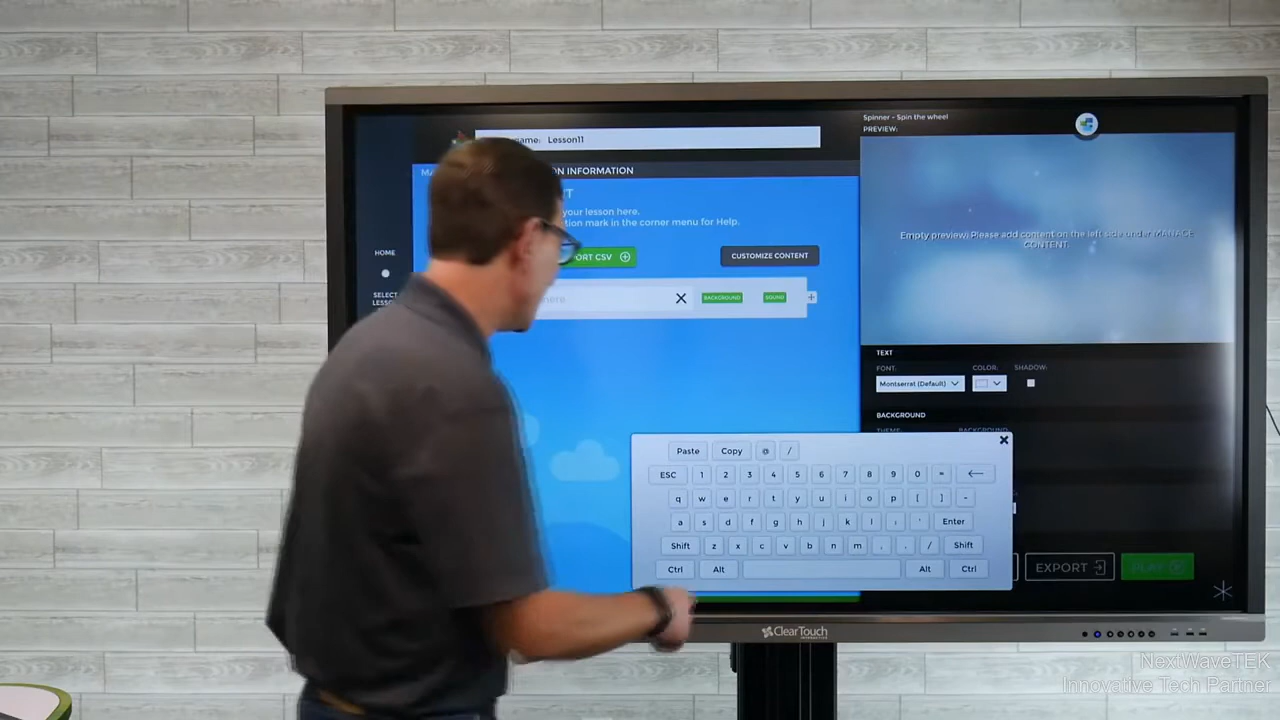 Spinner - Spin the wheel
PREVIEW:
name: Lesson11
ON INFORMATION
your lesson here.
tion mark in the corner menu for Help.
ORT CSV
CUSTOMIZE CONTENT
BACKGROUND
SOUND
HOME
SELECT
Empty preview. Please add content on the left side under MANAGE
CONTENT.
TEXT
FONT:
COLOR:
SHADOW:
Montserrat (Default)
BACKGROUND
THEME:
BACKGROUND
Paste Copy @ /
ESC 1 2 3 4 5 6 7 8 9 0 =
q w e r t y u i o p [ ] -
a s d f g h j k l ; ' Enter
Shift z x c v b n m , . / Shift
Ctrl Alt Alt Ctrl
EXPORT
PLAY
ClearTouch
INTERACTIVE
NextWaveTEK
Innovative Tech Partner